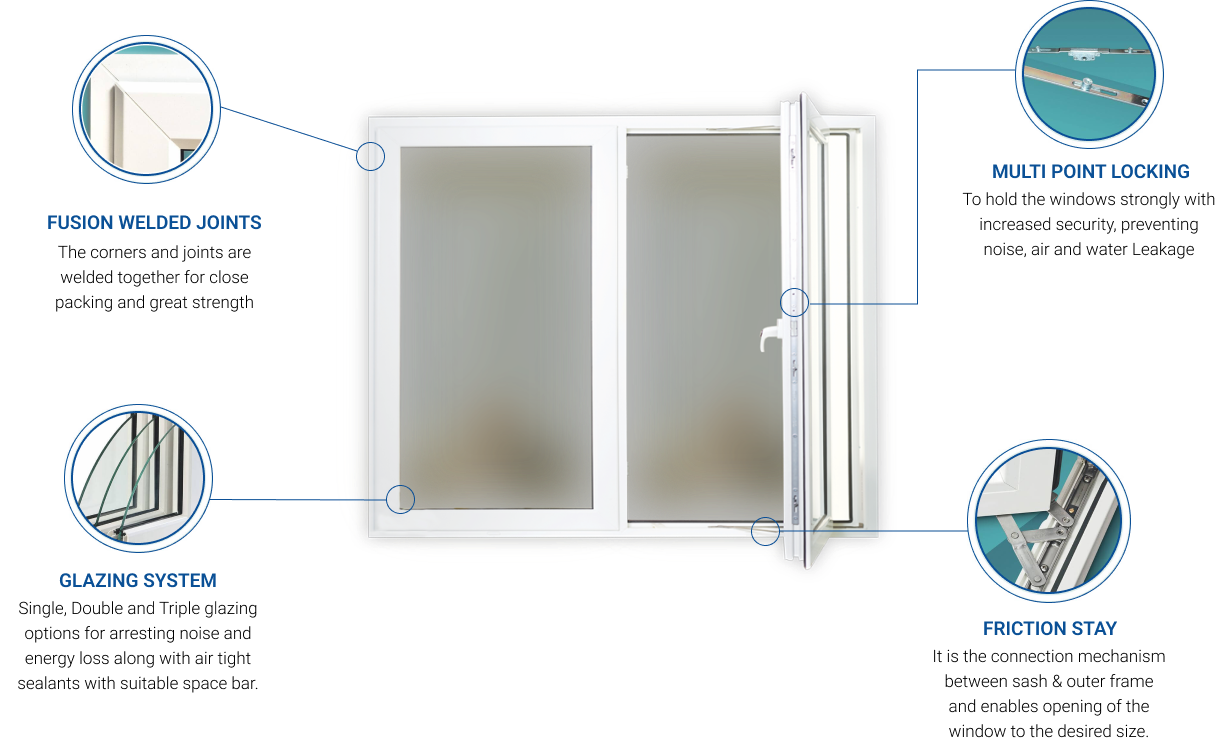 FUSION WELDED JOINTS
The corners and joints are
welded together for close
packing and great strength
MULTI POINT LOCKING
To hold the windows strongly with
increased security, preventing
noise, air and water Leakage
GLAZING SYSTEM
Single, Double and Triple glazing
options for arresting noise and
energy loss along with air tight
sealants with suitable space bar.
FRICTION STAY
It is the connection mechanism
between sash & outer frame
and enables opening of the
window to the desired size.